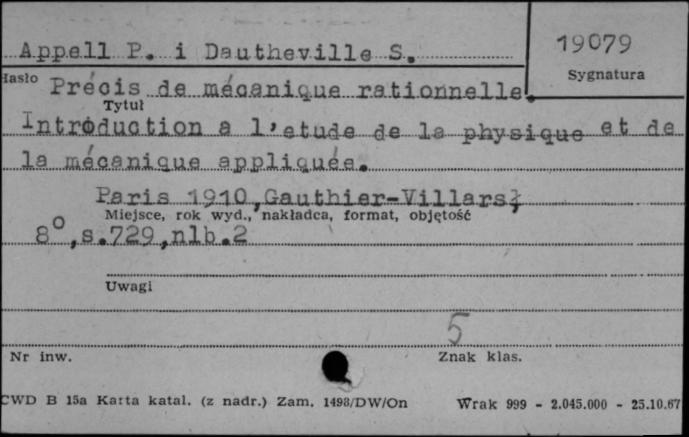 Appell P. i Dautheville S.
19079
Sygnatura
Hasło
Précis de mécanique rationnelle.
Tytuł
Introduction a l'etude de la physique et de
la mécanique appliquée.
Paris 1910,Gauthier-Villars;
Miejsce, rok wyd., nakładca, format, objętość
8°,s.729,nlb.2
Uwagi
5
Nr inw.
Znak klas.
CWD B 15a Karta katal. (z nadr.) Zam. 1498/DW/On
Wrak 999 - 2.045.000 - 25.10.67